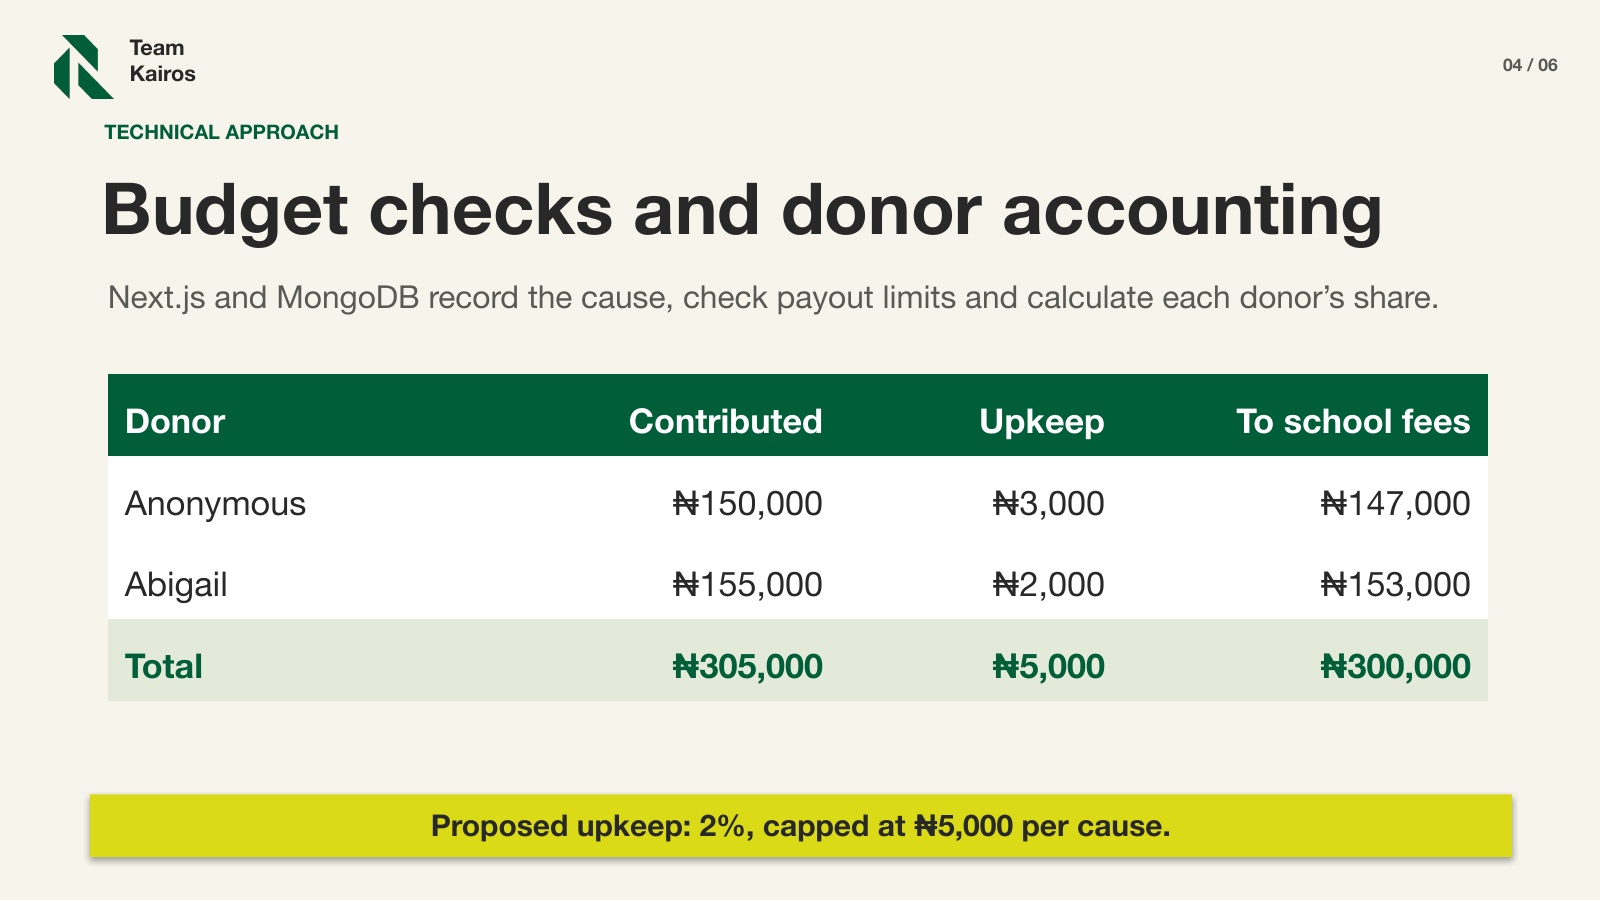 Team
Kairos
04 / 06
TECHNICAL APPROACH
Budget checks and donor accounting
Next.js and MongoDB record the cause, check payout limits and calculate each donor’s share.
Donor Contributed Upkeep To school fees
Anonymous ₦150,000 ₦3,000 ₦147,000
Abigail ₦155,000 ₦2,000 ₦153,000
Total ₦305,000 ₦5,000 ₦300,000
Proposed upkeep: 2%, capped at ₦5,000 per cause.